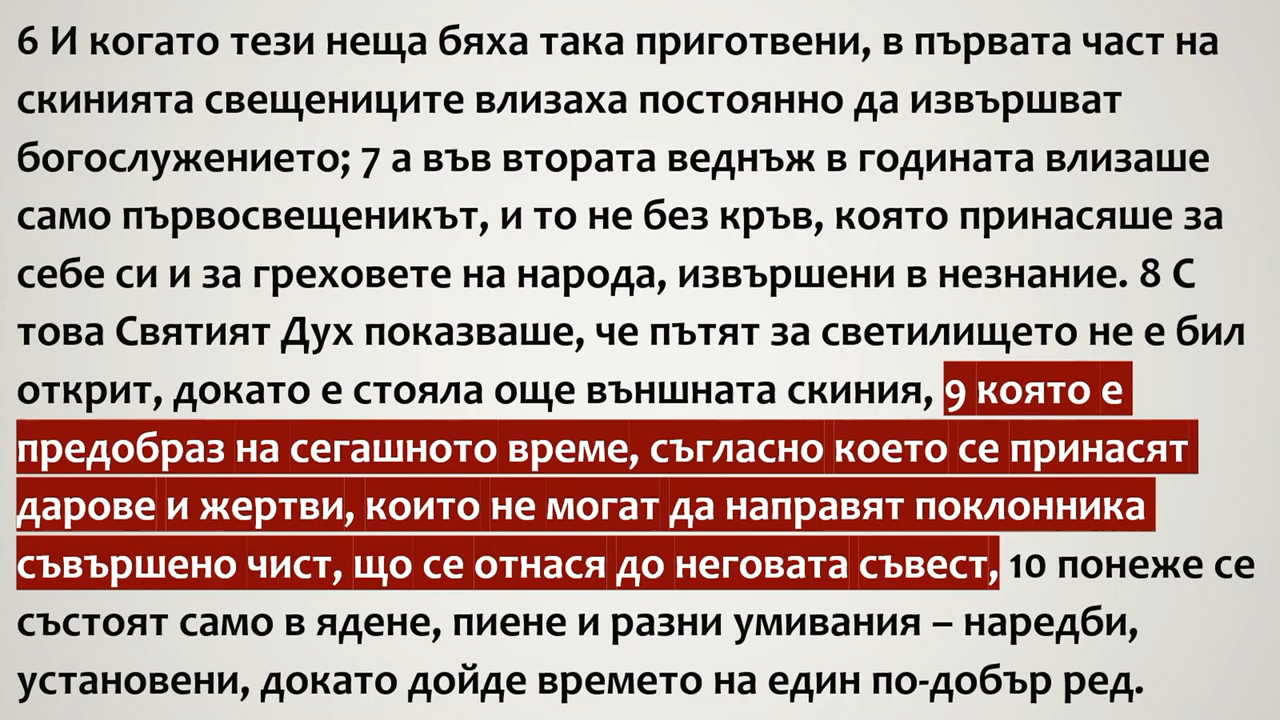 6 И когато тези неща бяха така приготвени, в първата част на
скинията свещениците влизаха постоянно да извършват
богослужението; 7 а във втората веднъж в годината влизаше
само първосвещеникът, и то не без кръв, която принасяше за
себе си и за греховете на народа, извършени в незнание. 8 С
това Святият Дух показваше, че пътят за светилището не е бил
открит, докато е стояла още външната скиния, 9 която е
предобраз на сегашното време, съгласно което се принасят
дарове и жертви, които не могат да направят поклонника
съвършено чист, що се отнася до неговата съвест, 10 понеже се
състоят само в ядене, пиене и разни умивания – наредби,
установени, докато дойде времето на един по-добър ред.